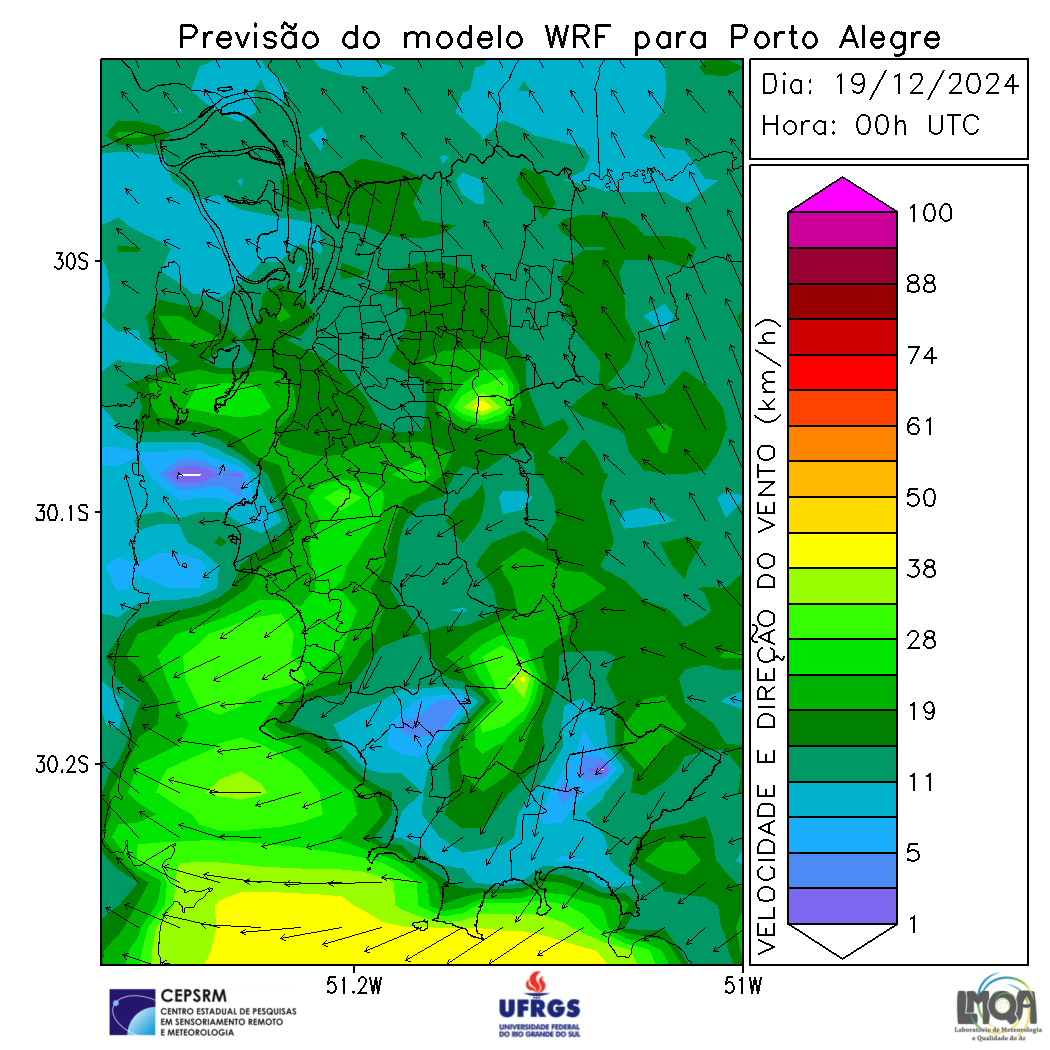 Previsão do modelo WRF para Porto Alegre
Dia: 19/12/2024
Hora: 00h UTC
30S
30.1S
30.2S
51.2W
51W
VELOCIDADE E DIREÇÃO DO VENTO (km/h)
100
88
74
61
50
38
28
19
11
5
1
CEPSRM
CENTRO ESTADUAL DE PESQUISAS
EM SENSORIAMENTO REMOTO
E METEOROLOGIA
UFRGS
UNIVERSIDADE FEDERAL
DO RIO GRANDE DO SUL
LMQA
Laboratório de Meteorologia
e Qualidade do Ar